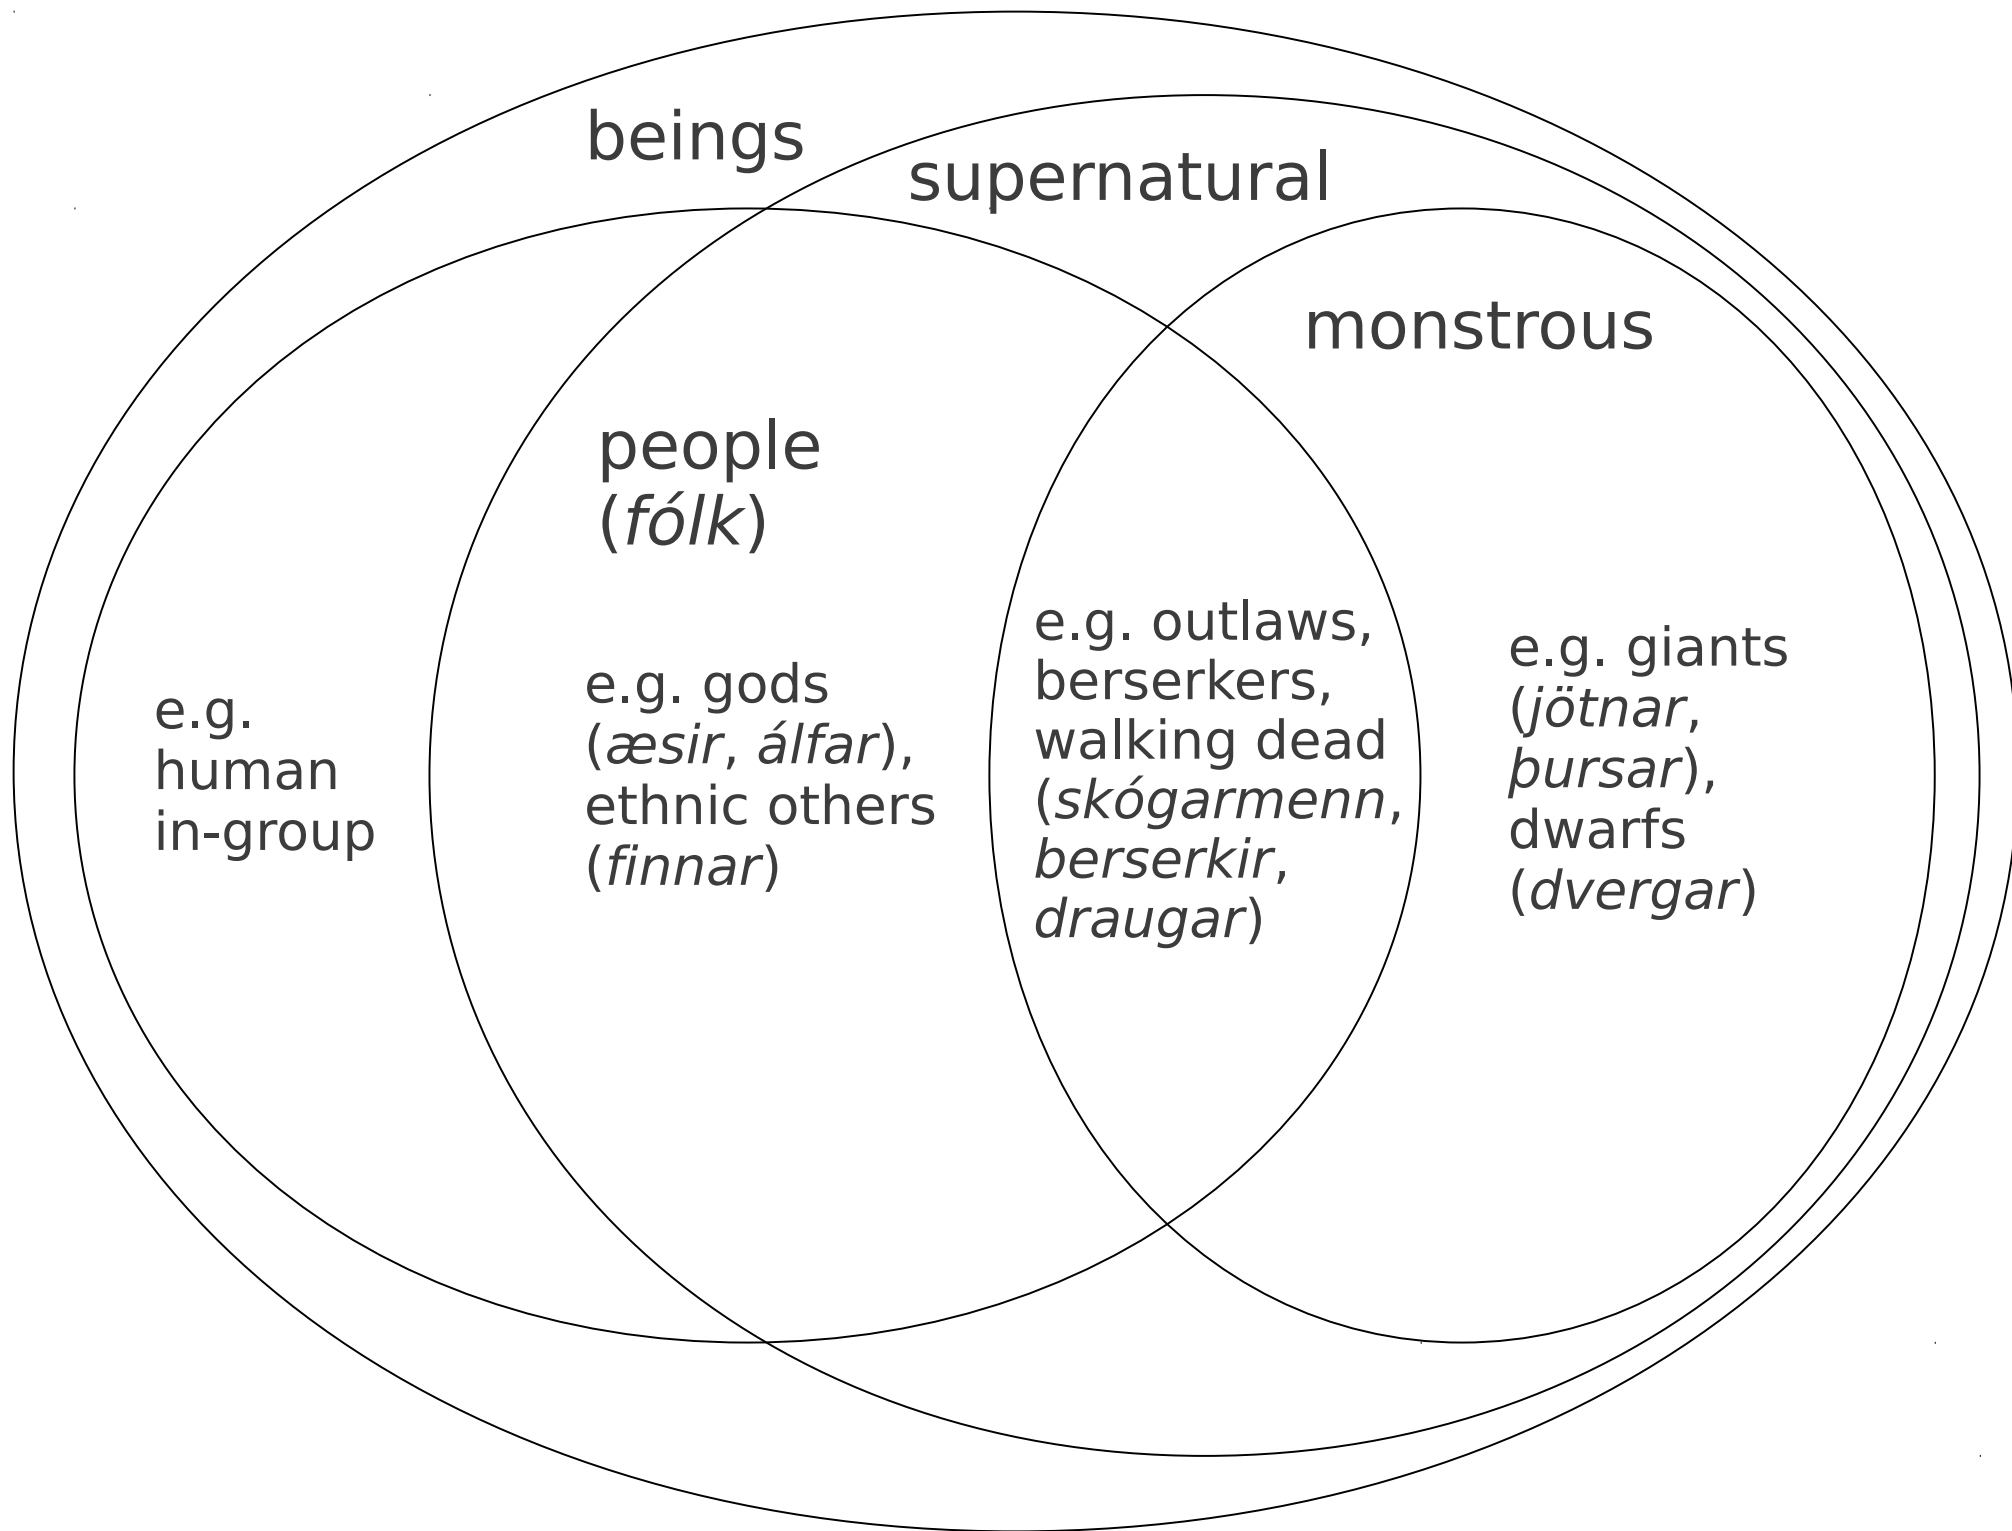 beings
supernatural
monstrous
people
(fólk)
e.g.
human
in-group
e.g. gods
(æsir, álfar),
ethnic others
(finnar)
e.g. outlaws,
berserkers,
walking dead
(skógarmenn,
berserkir,
draugar)
e.g. giants
(jötnar,
þursar),
dwarfs
(dvergar)